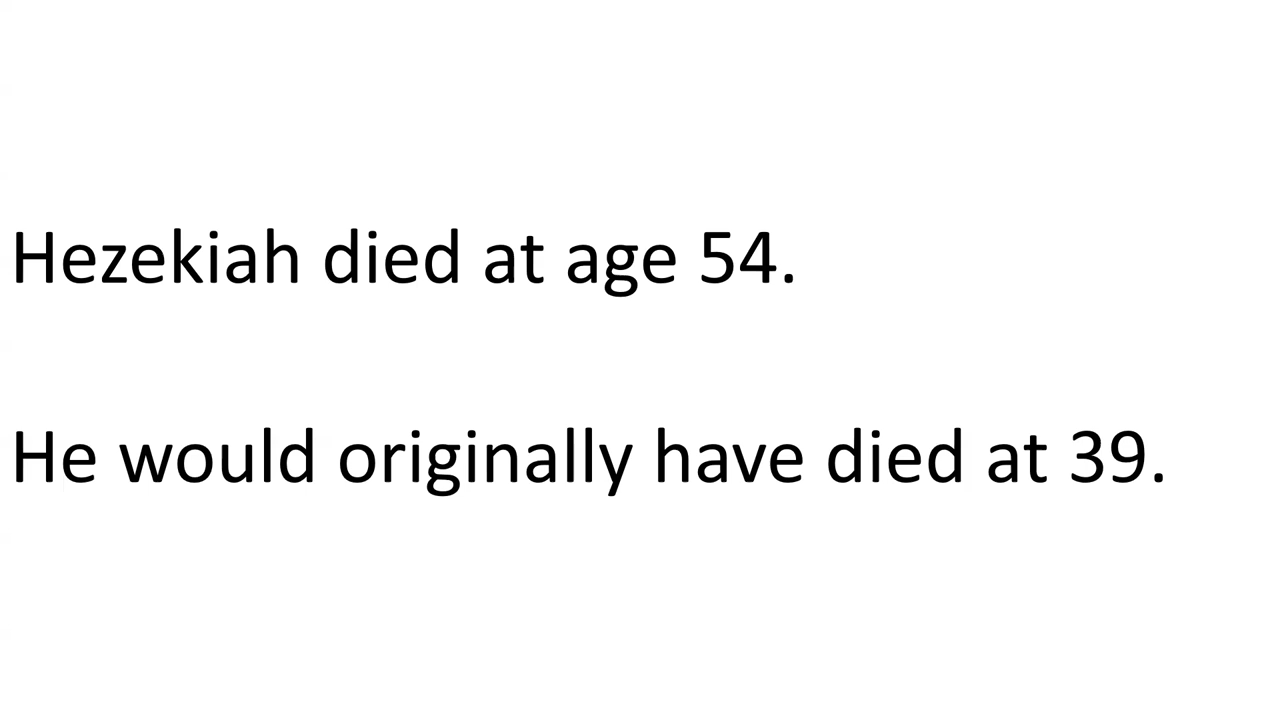 Hezekiah died at age 54.
He would originally have died at 39.